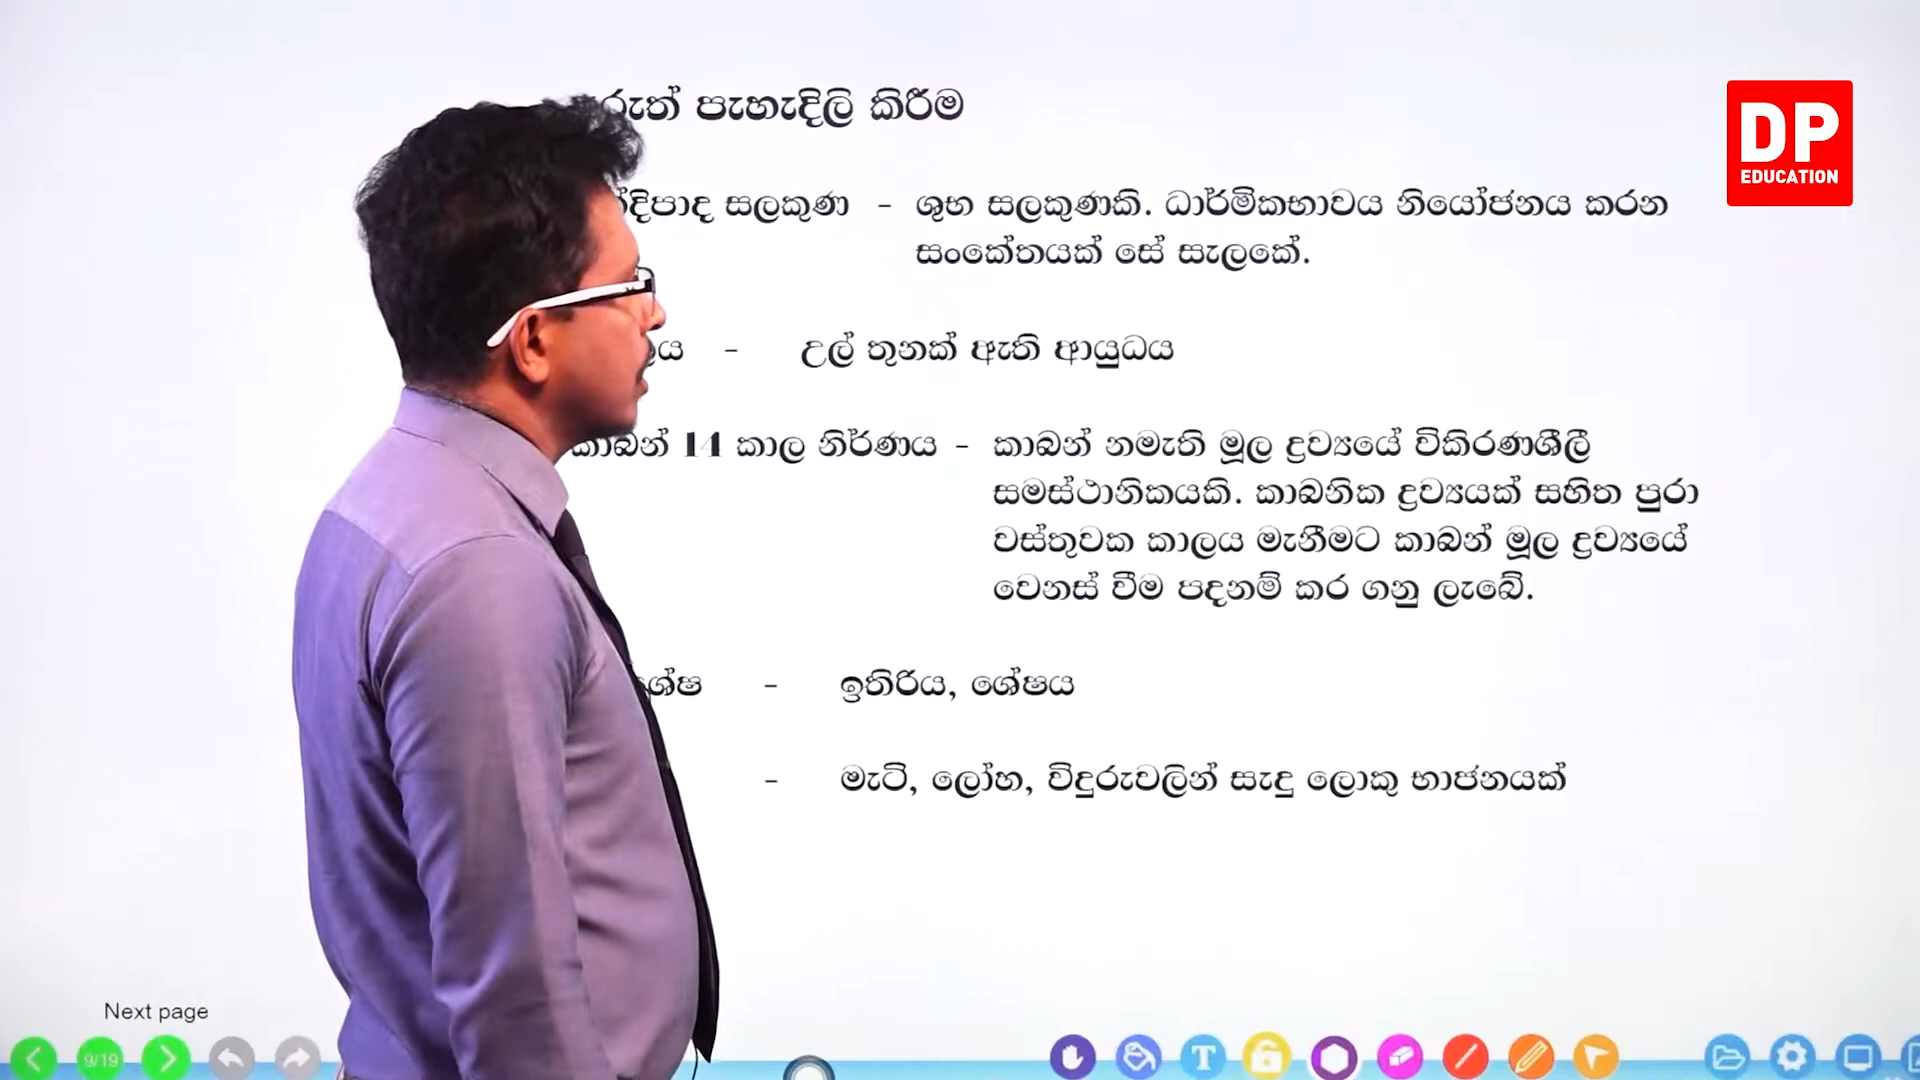 පැහැදිලි කිරීම
DP
EDUCATION
සලකුණ - ශුභ සලකුණකි. ධාර්මිකභාවය නියෝජනය කරන
සංකේතයක් සේ සැලකේ.
- උල් තුනක් ඇති ආයුධය
කාබන් 14 කාල නිර්ණය - කාබන් නමැති මූල ද්‍රව්‍යයේ විකිරණශීලී
සමස්ථානිකයකි. කාබනික ද්‍රව්‍යයක් සහිත පුරා
වස්තුවක කාලය මැනීමට කාබන් මූල ද්‍රව්‍යයේ
වෙනස් වීම පදනම් කර ගනු ලැබේ.
- ඉතිරිය, ශේෂය
- මැටි, ලෝහ, විදුරුවලින් සැදු ලොකු භාජනයක්
Next page
9/19
T